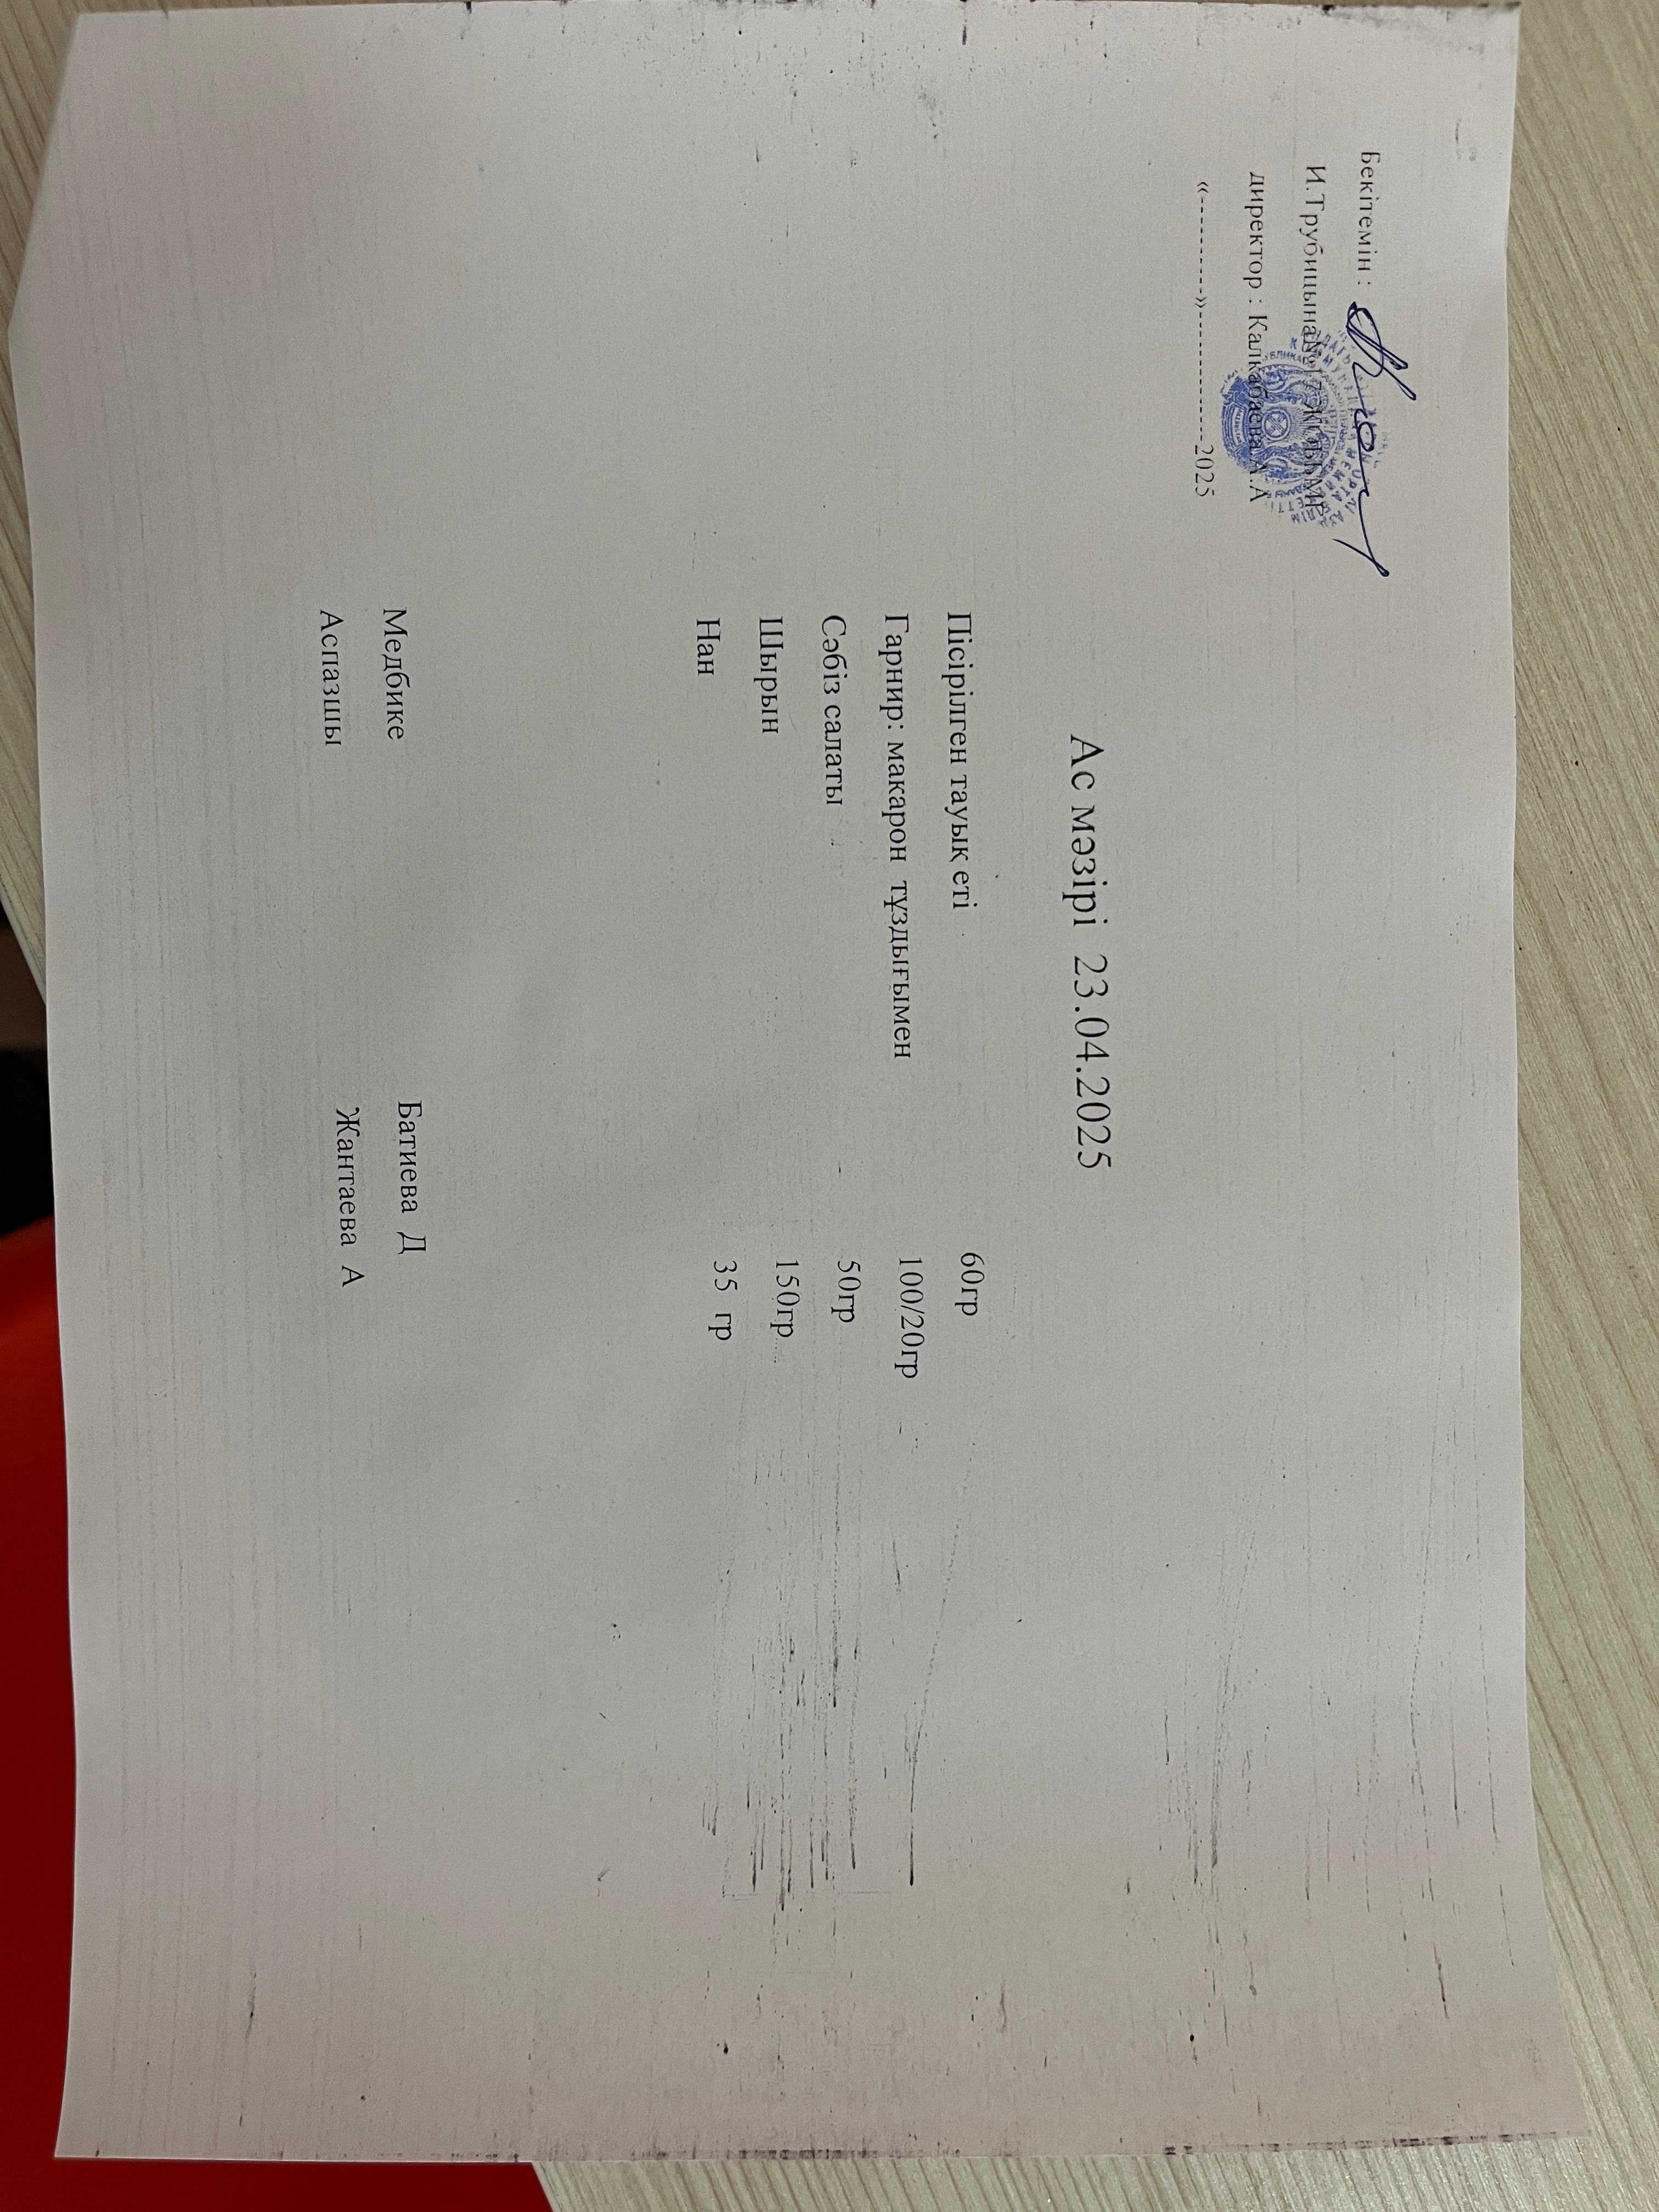 Бекітемін :
И.Трубицына
директор : Калкабаева А.А
«----------»---------------2025
Ас мәзірі 23.04.2025
Пісірілген тауық еті 60гр
Гарнир: макарон тұздығымен 100/20гр
Сәбіз салаты 50гр
Шырын 150гр
Нан 35 гр
Медбике Батиева Д
Аспазшы Жантаева А